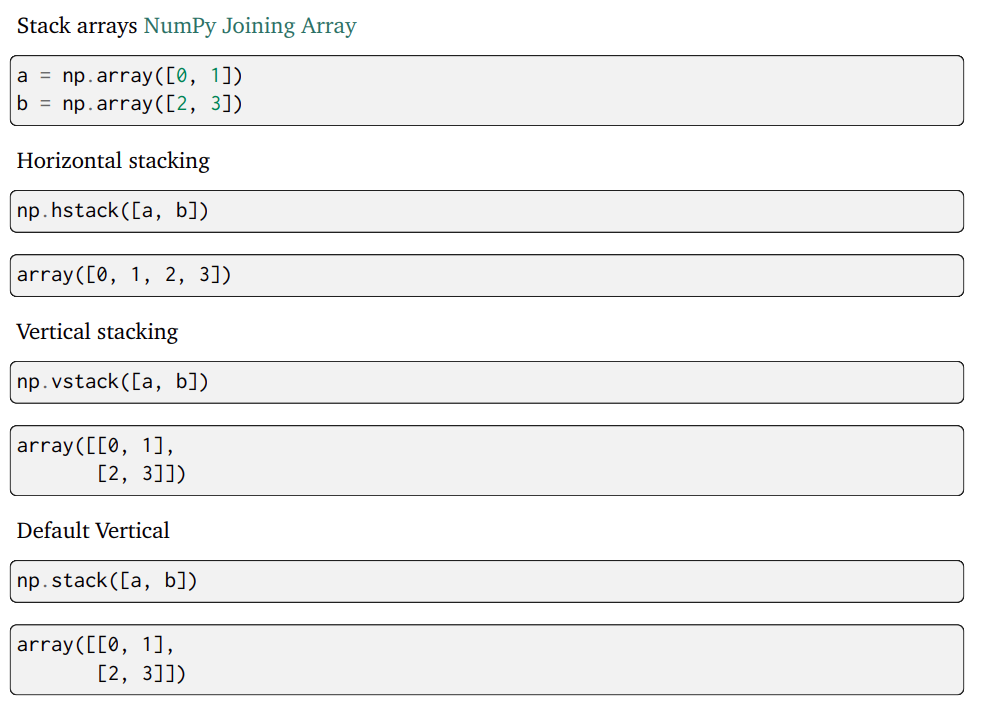 Stack arrays NumPy Joining Array
a = np.array([0, 1])
b = np.array([2, 3])
Horizontal stacking
np.hstack([a, b])
array([0, 1, 2, 3])
Vertical stacking
np.vstack([a, b])
array([[0, 1],
       [2, 3]])
Default Vertical
np.stack([a, b])
array([[0, 1],
       [2, 3]])